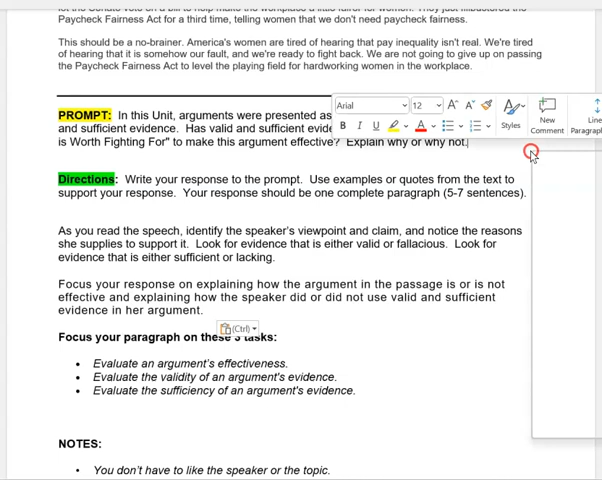 Paycheck Fairness Act for a third time, telling women that we don't need paycheck fairness.
This should be a no-brainer. America's women are tired of hearing that pay inequality isn't real. We're tired
of hearing that it is somehow our fault, and we're ready to fight back. We are not going to give up on passing
the Paycheck Fairness Act to level the playing field for hardworking women in the workplace.
Arial 12 A A A
PROMPT: In this Unit, arguments were presented as
New Line
and sufficient evidence. Has valid and sufficient evide
B I U A Styles Comment Paragraph
is Worth Fighting For" to make this argument effective? Explain why or why not.
Directions: Write your response to the prompt. Use examples or quotes from the text to
support your response. Your response should be one complete paragraph (5-7 sentences).
As you read the speech, identify the speaker's viewpoint and claim, and notice the reasons
she supplies to support it. Look for evidence that is either valid or fallacious. Look for
evidence that is either sufficient or lacking.
Focus your response on explaining how the argument in the passage is or is not
effective and explaining how the speaker did or did not use valid and sufficient
evidence in her argument.
(Ctrl)
Focus your paragraph on these 3 tasks:
• Evaluate an argument's effectiveness.
• Evaluate the validity of an argument's evidence.
• Evaluate the sufficiency of an argument's evidence.
NOTES:
• You don't have to like the speaker or the topic.